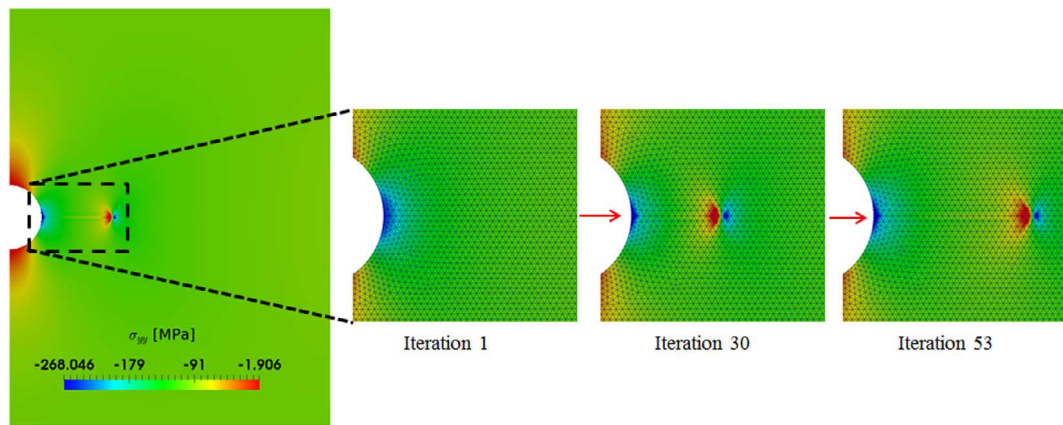 σyy [MPa]
-268.046 -179 -91 -1.906
Iteration 1
Iteration 30
Iteration 53